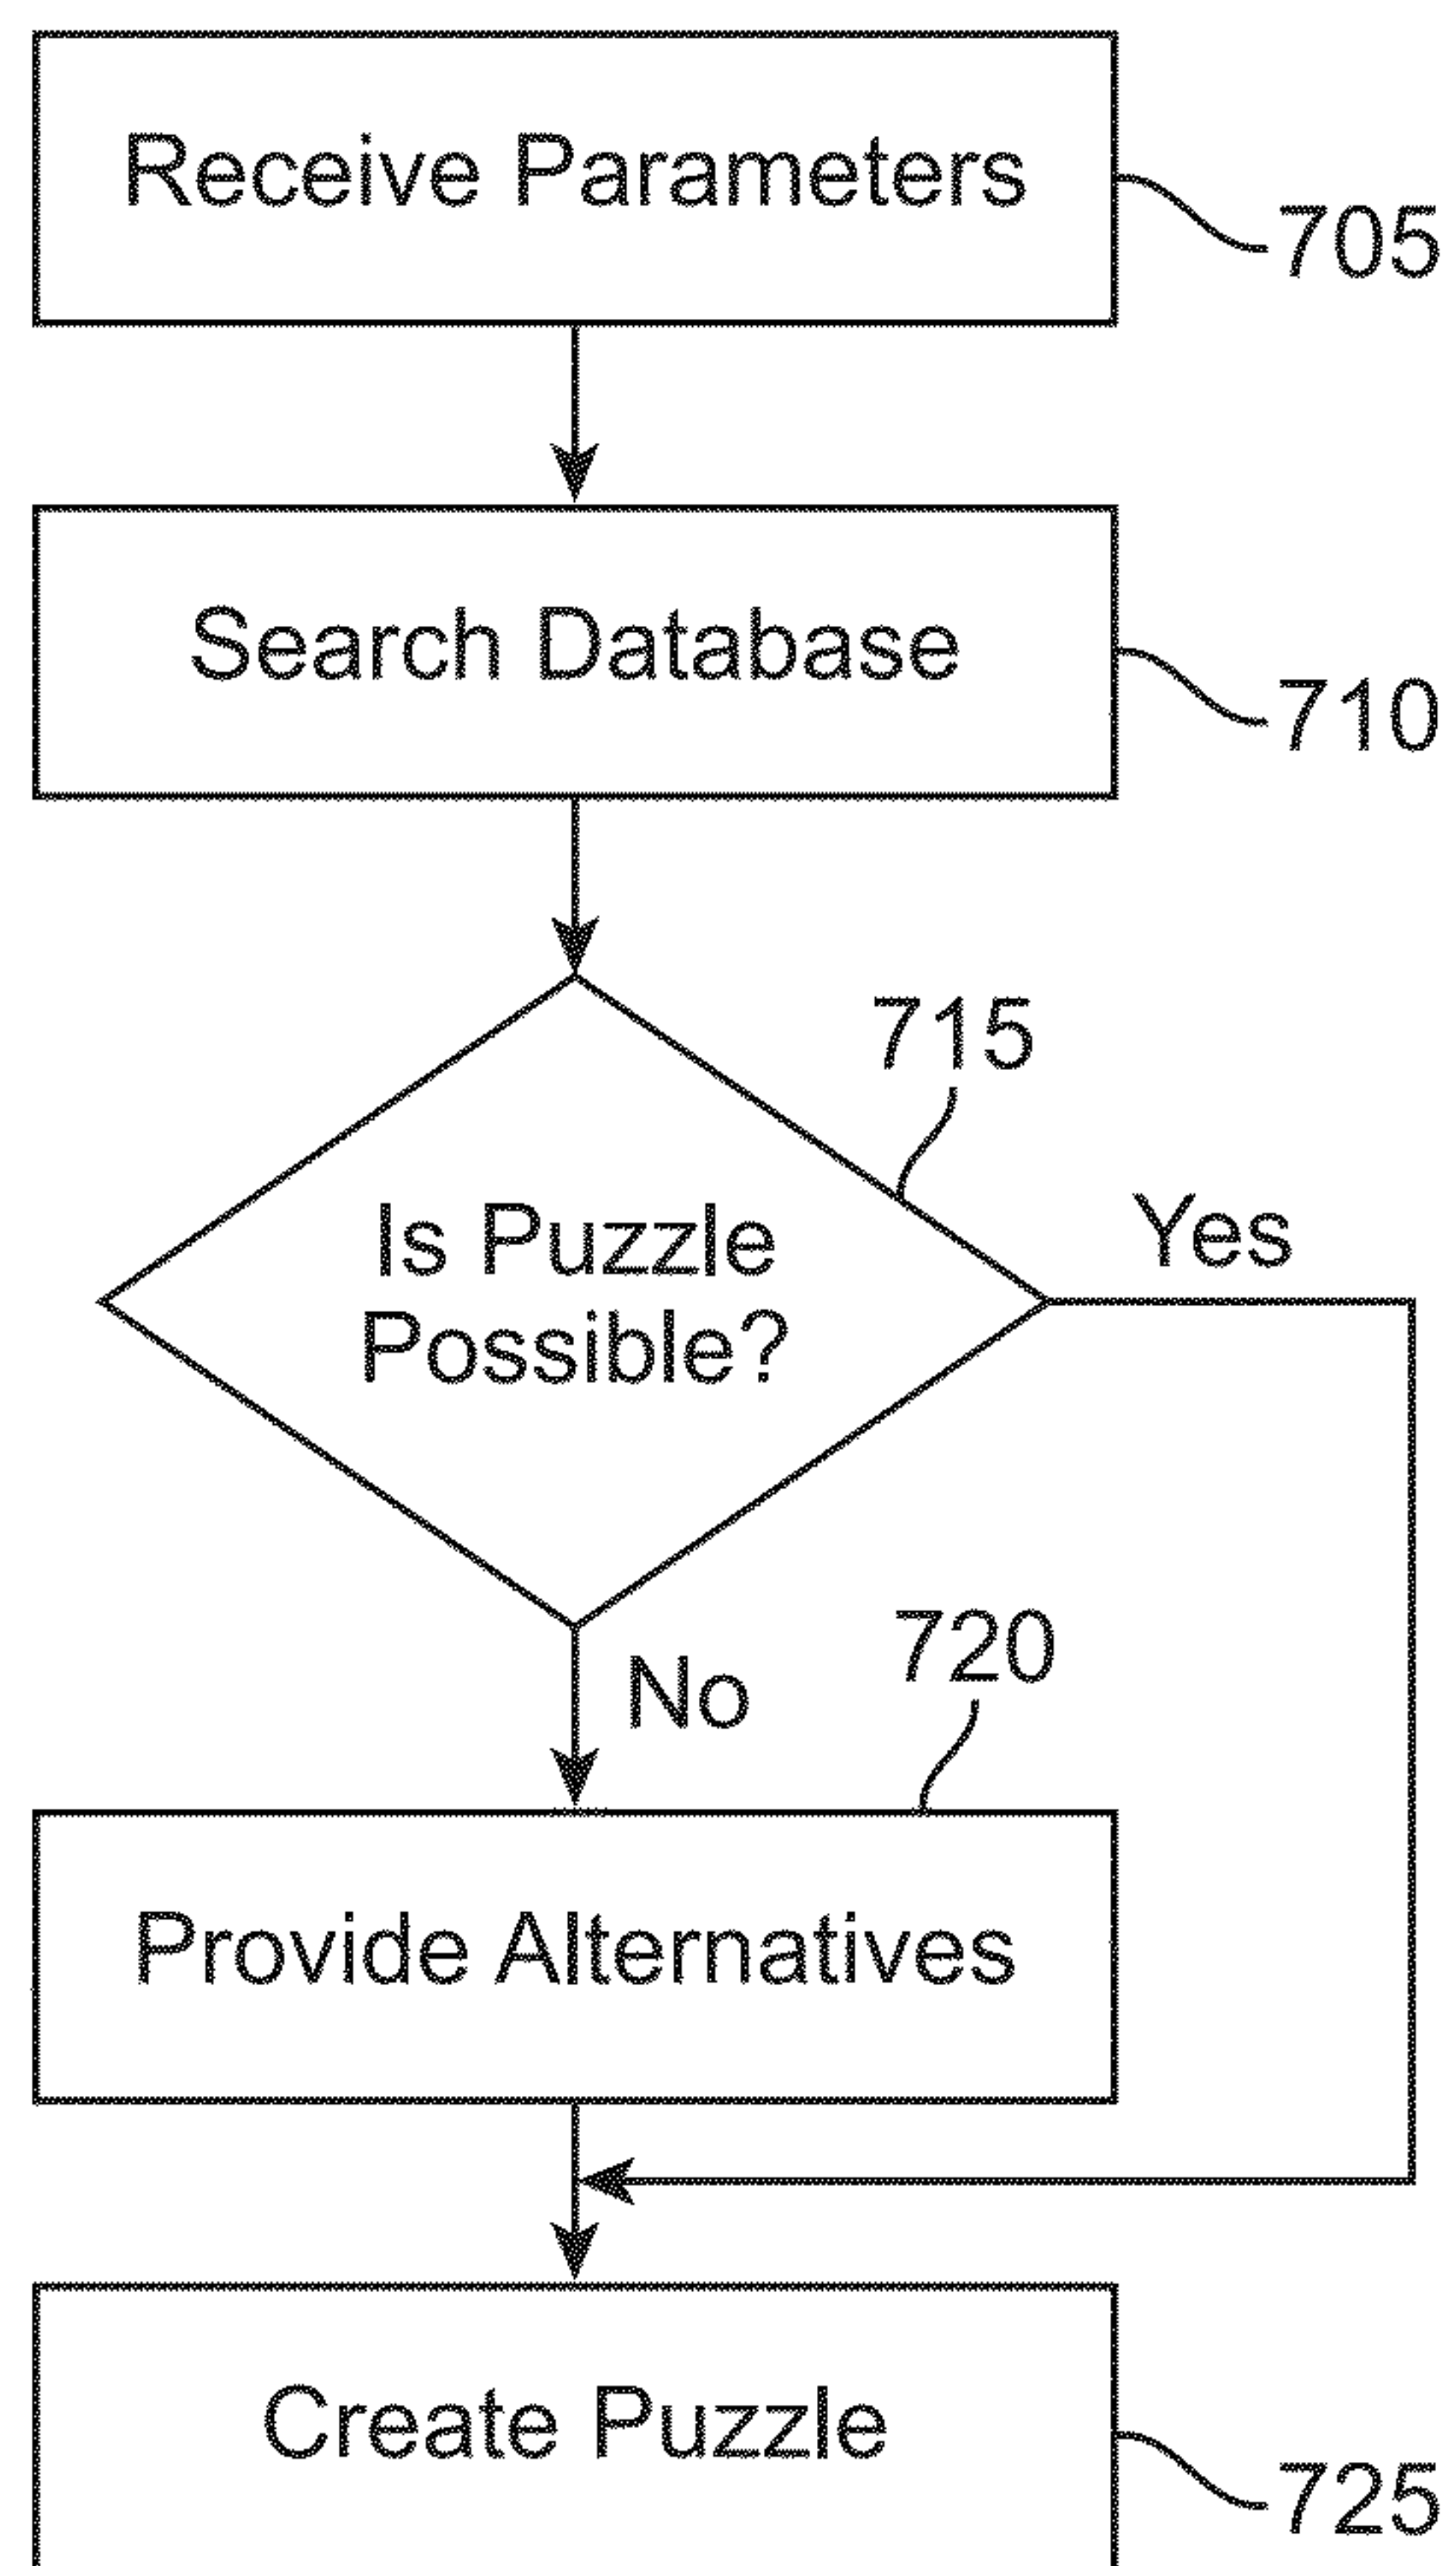 Receive Parameters
705
Search Database
710
715
Is Puzzle
Possible?
Yes
No
720
Provide Alternatives
Create Puzzle
725